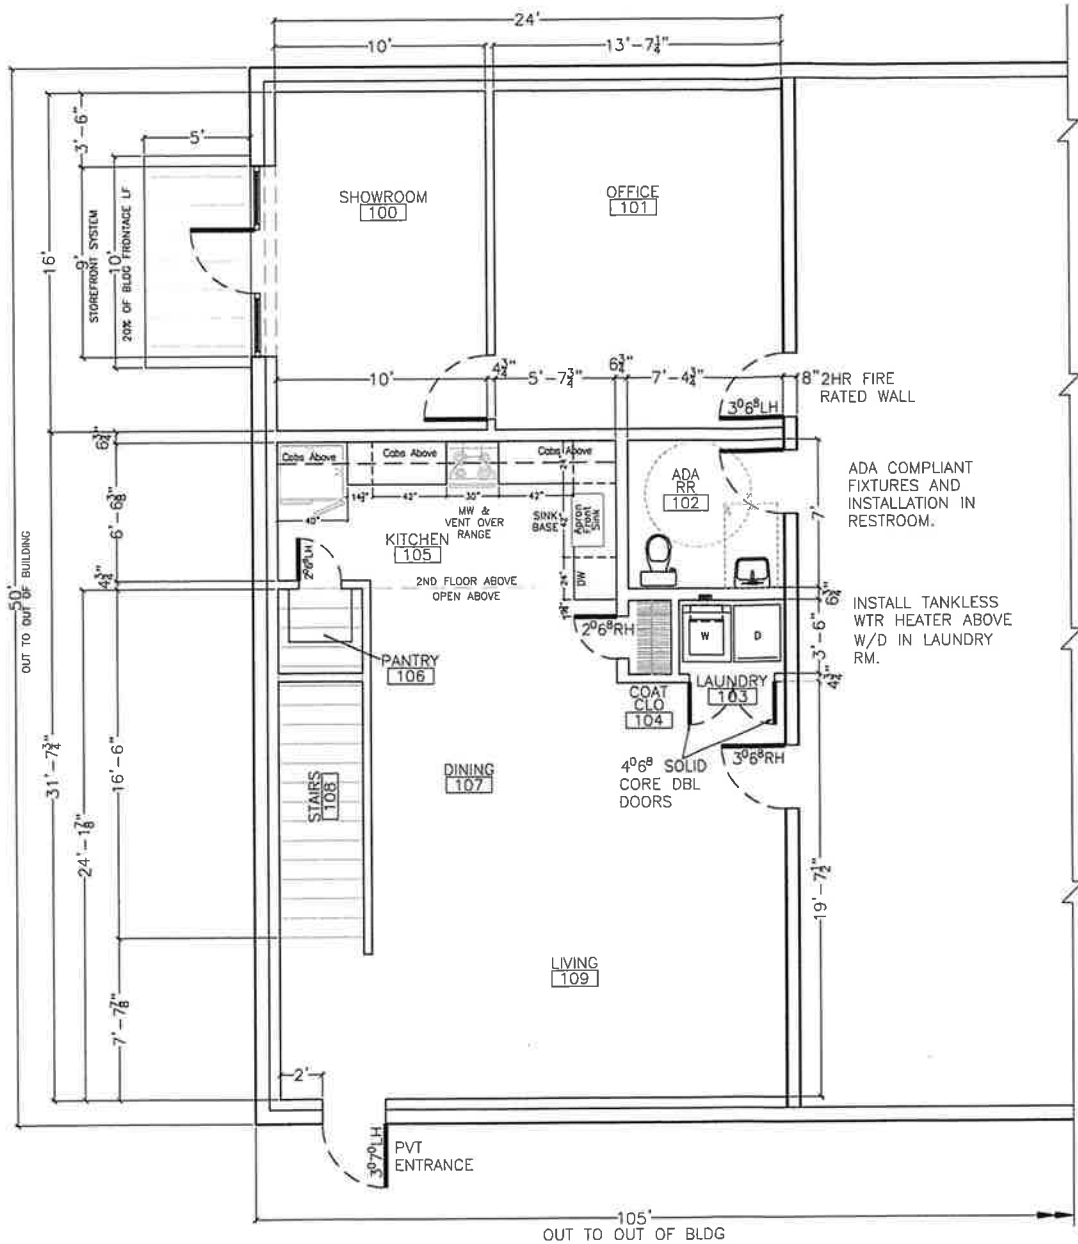 24'
10'
13'-7¼"
3'-6"
5'
16'
9'
STOREFRONT SYSTEM
10'
20% OF BLDG FRONTAGE LF
SHOWROOM
100
OFFICE
101
10'
4¾"
5'-7¾"
6¾"
7'-4¾"
8" 2HR FIRE
RATED WALL
3⁰6⁸LH
6¾"
Cabs Above
Cabs Above
Cabs Above
24"
14½"
42"
30"
42"
40"
MW &
VENT OVER
RANGE
SINK
BASE
42"
Apron
Front
Sink
ADA
RR
102
7'
ADA COMPLIANT
FIXTURES AND
INSTALLATION IN
RESTROOM.
6'-6⅜"
KITCHEN
105
2⁰6⁸LH
4¾"
2ND FLOOR ABOVE
OPEN ABOVE
24"
DW
6¾"
INSTALL TANKLESS
WTR HEATER ABOVE
W/D IN LAUNDRY
RM.
50'
OUT TO OUT OF BUILDING
2⁰6⁸RH
W
D
3'-6"
PANTRY
106
4¾"
LAUNDRY
103
COAT
CLO
104
31'-7¾"
24'-1⅞"
16'-6"
STAIRS
108
DINING
107
4⁰6⁸ SOLID
CORE DBL
DOORS
3⁰6⁸RH
19'-7½"
LIVING
109
7'-7⅞"
2'
3⁰7⁰LH
PVT
ENTRANCE
105'
OUT TO OUT OF BLDG